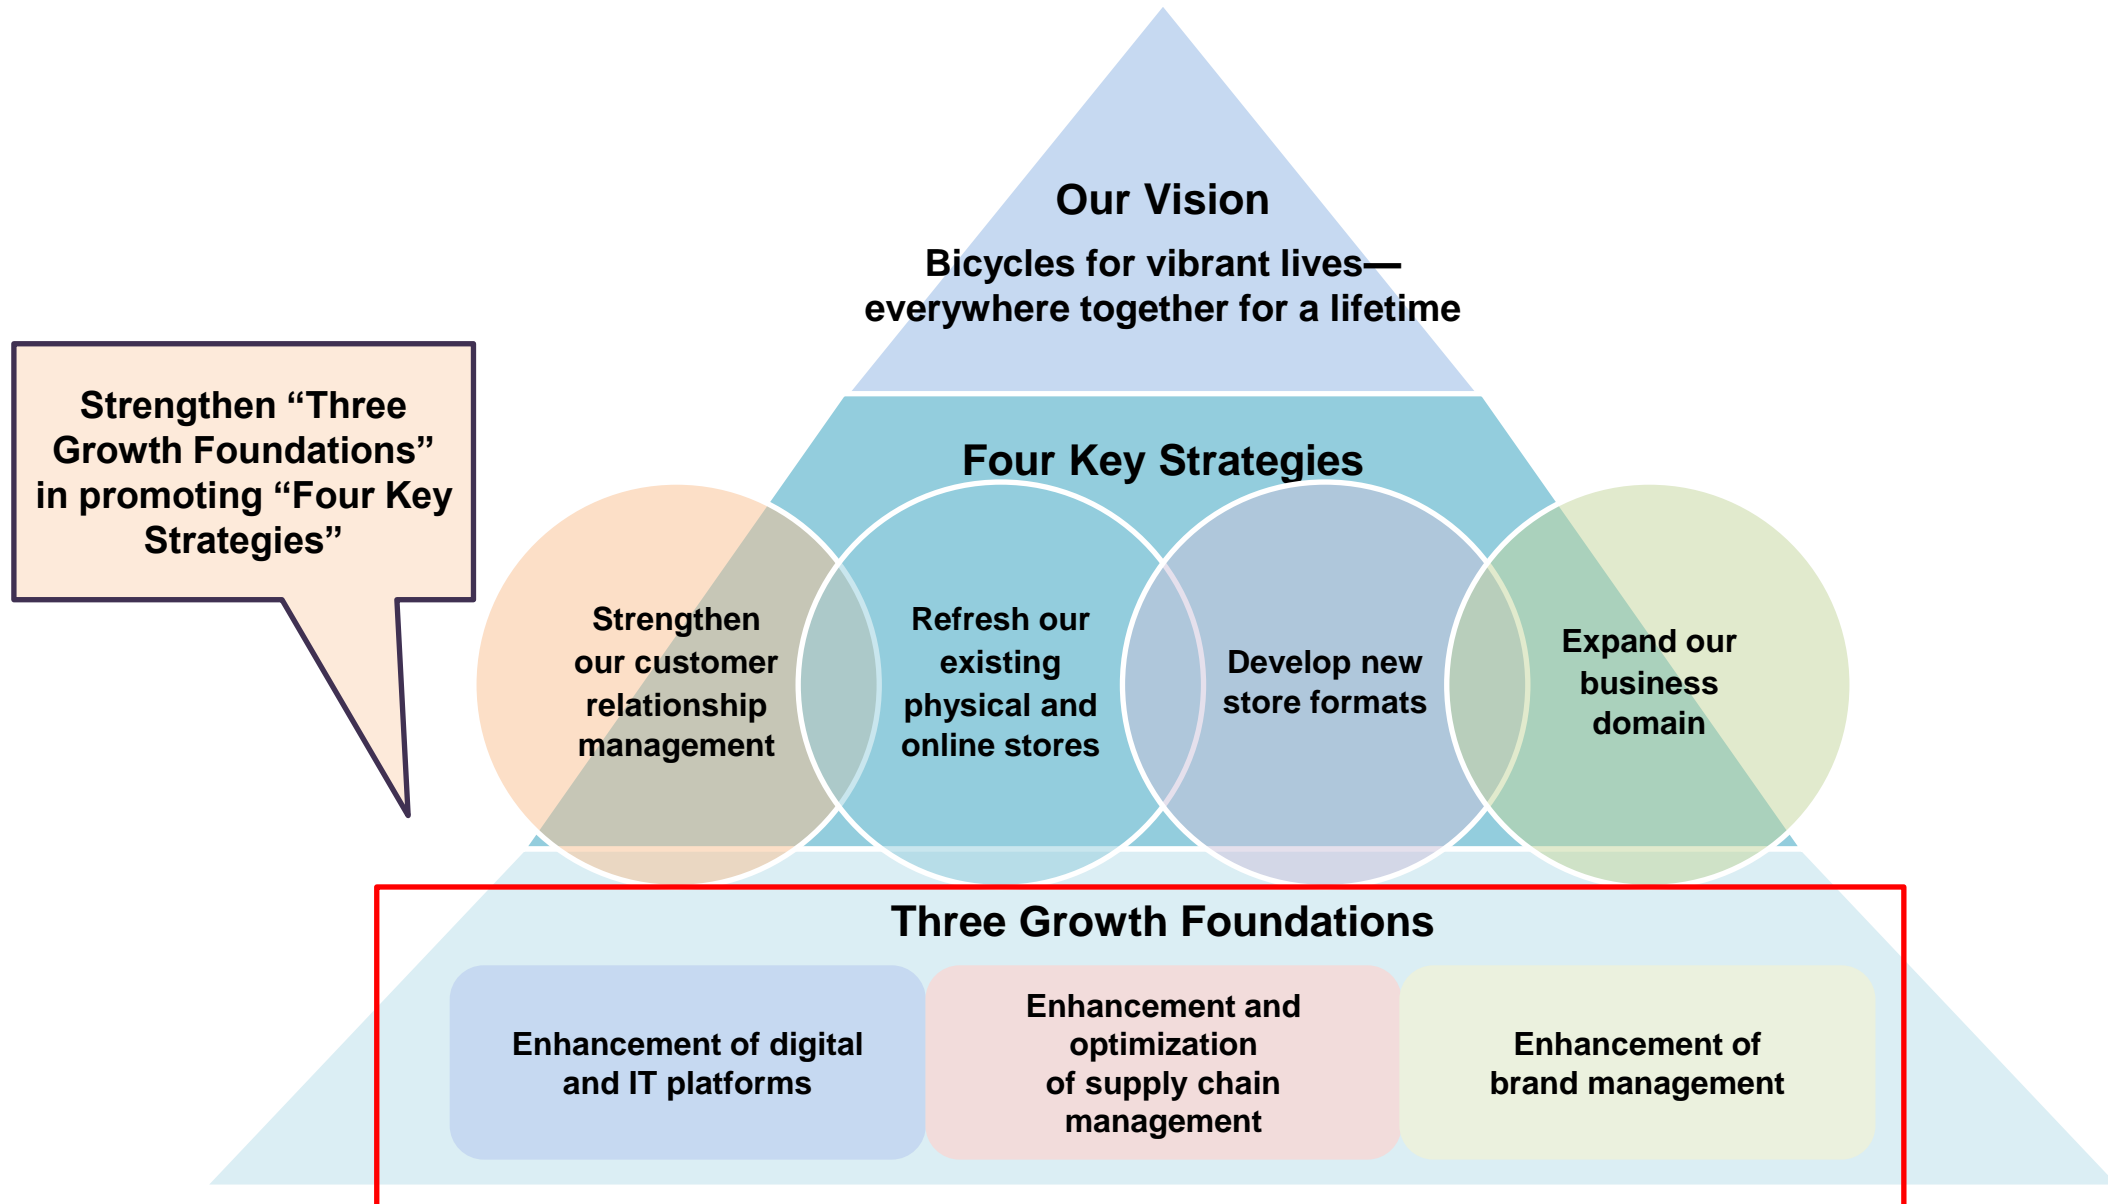 Our Vision
Bicycles for vibrant lives—
everywhere together for a lifetime
Strengthen “Three
Growth Foundations”
in promoting “Four Key
Strategies”
Four Key Strategies
Strengthen
our customer
relationship
management
Refresh our
existing
physical and
online stores
Develop new
store formats
Expand our
business
domain
Three Growth Foundations
Enhancement of digital
and IT platforms
Enhancement and
optimization
of supply chain
management
Enhancement of
brand management